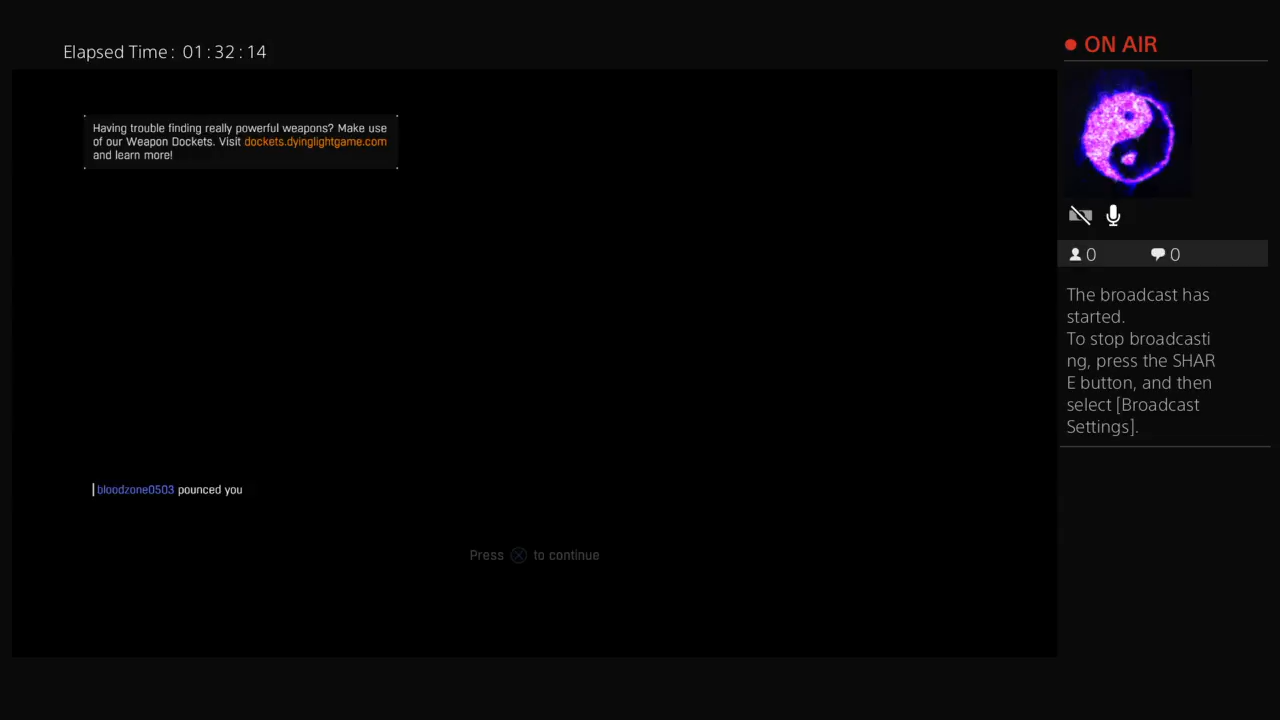 Elapsed Time: 01:32:14
ON AIR
Having trouble finding really powerful weapons? Make use
of our Weapon Dockets. Visit dockets.dyinglightgame.com
and learn more!
0 0
The broadcast has
started.
To stop broadcasti
ng, press the SHAR
E button, and then
select [Broadcast
Settings].
bloodzone0503 pounced you
Press to continue